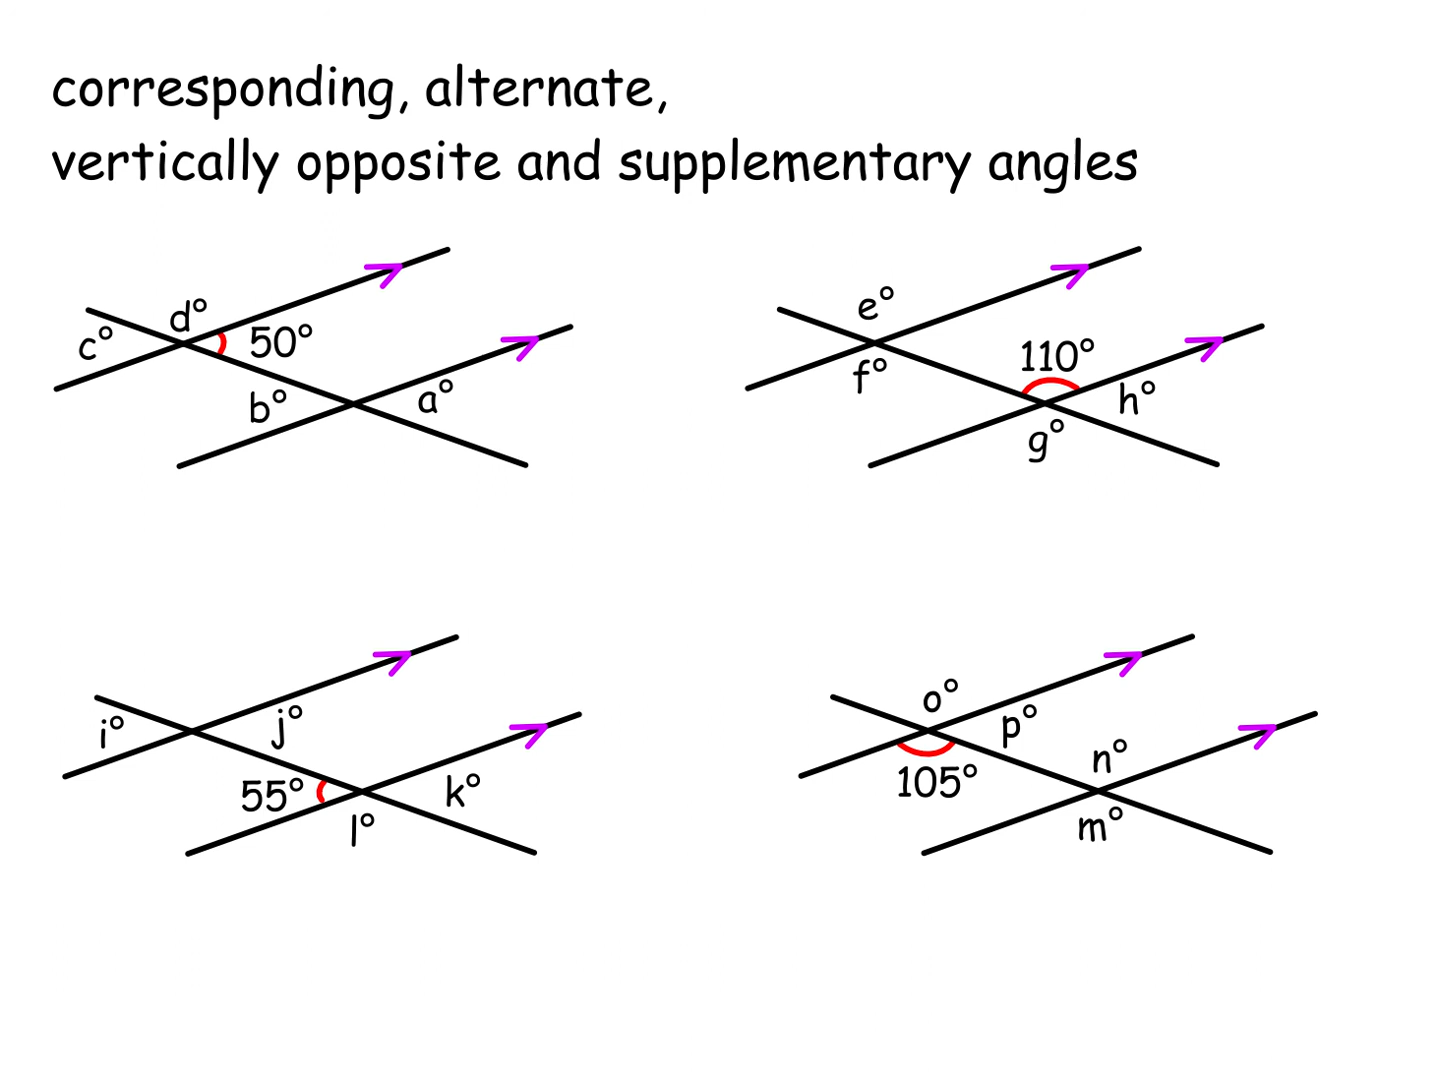 corresponding, alternate,
vertically opposite and supplementary angles
d°
c°
50°
b°
a°
e°
f°
110°
h°
g°
i°
j°
55°
k°
l°
o°
p°
105°
n°
m°